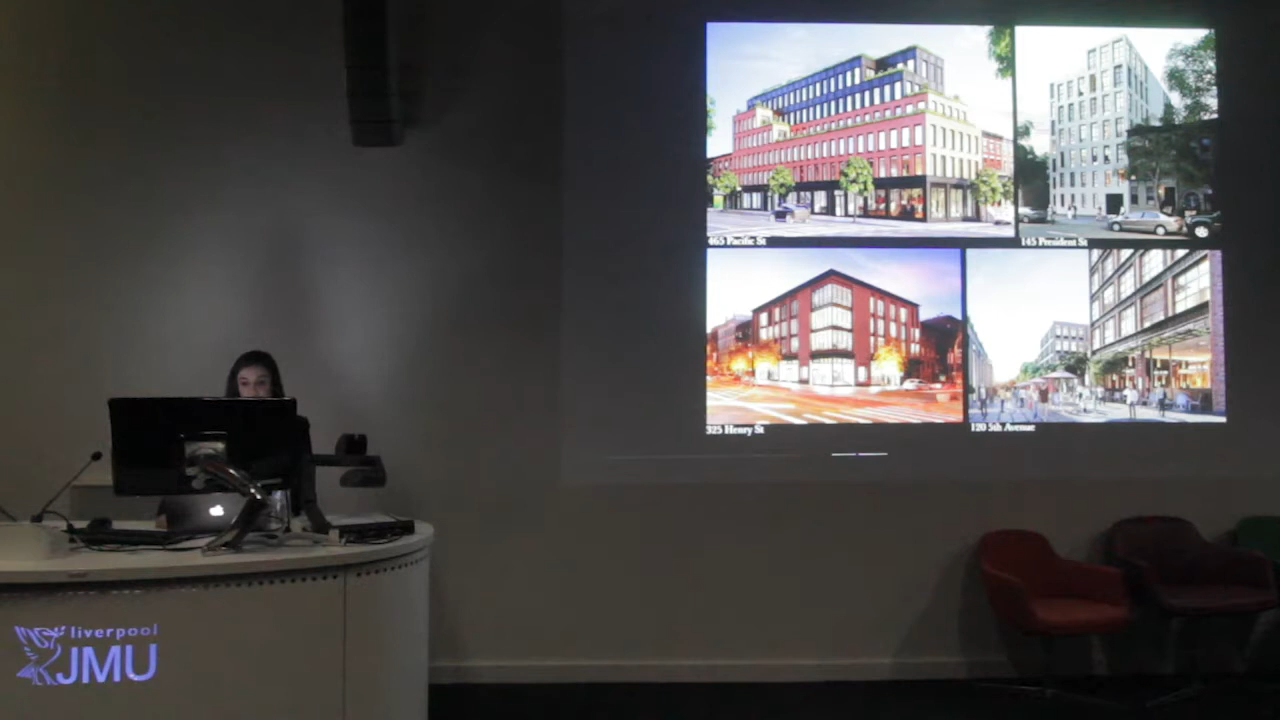 465 Pacific St
145 President St
325 Henry St
120 5th Avenue
liverpool
JMU